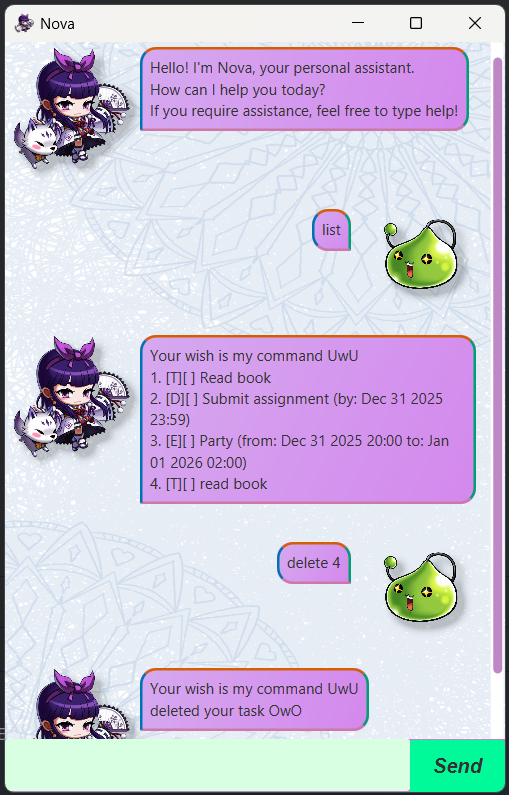 Nova
Hello! I'm Nova, your personal assistant.
How can I help you today?
If you require assistance, feel free to type help!
list
Your wish is my command UwU
1. [T][ ] Read book
2. [D][ ] Submit assignment (by: Dec 31 2025
23:59)
3. [E][ ] Party (from: Dec 31 2025 20:00 to: Jan
01 2026 02:00)
4. [T][ ] read book
delete 4
Your wish is my command UwU
deleted your task OwO
Send